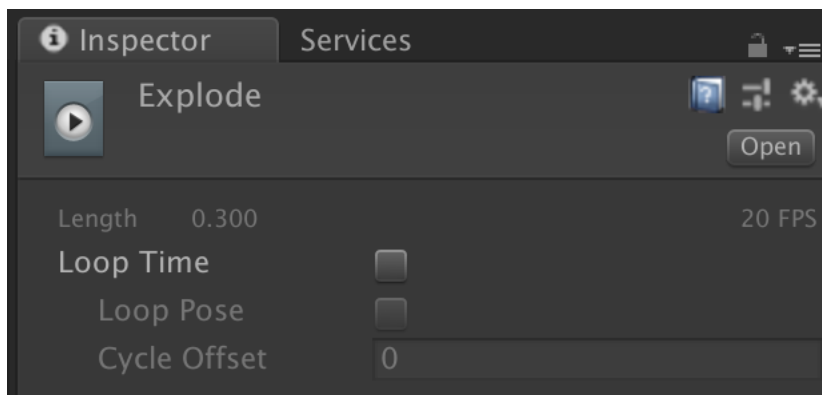 Inspector Services
Explode
Open
Length 0.300 20 FPS
Loop Time
Loop Pose
Cycle Offset 0